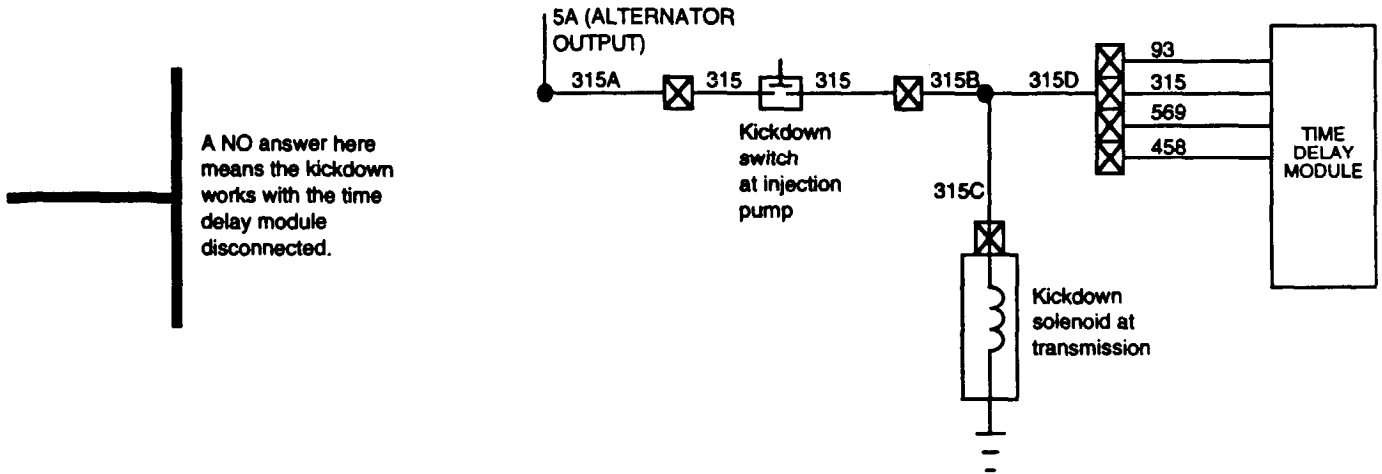 5A (ALTERNATOR
OUTPUT)
315A
315
315
315B
315D
93
315
569
458
TIME
DELAY
MODULE
Kickdown
switch
at injection
pump
A NO answer here
means the kickdown
works with the time
delay module
disconnected.
315C
Kickdown
solenoid at
transmission